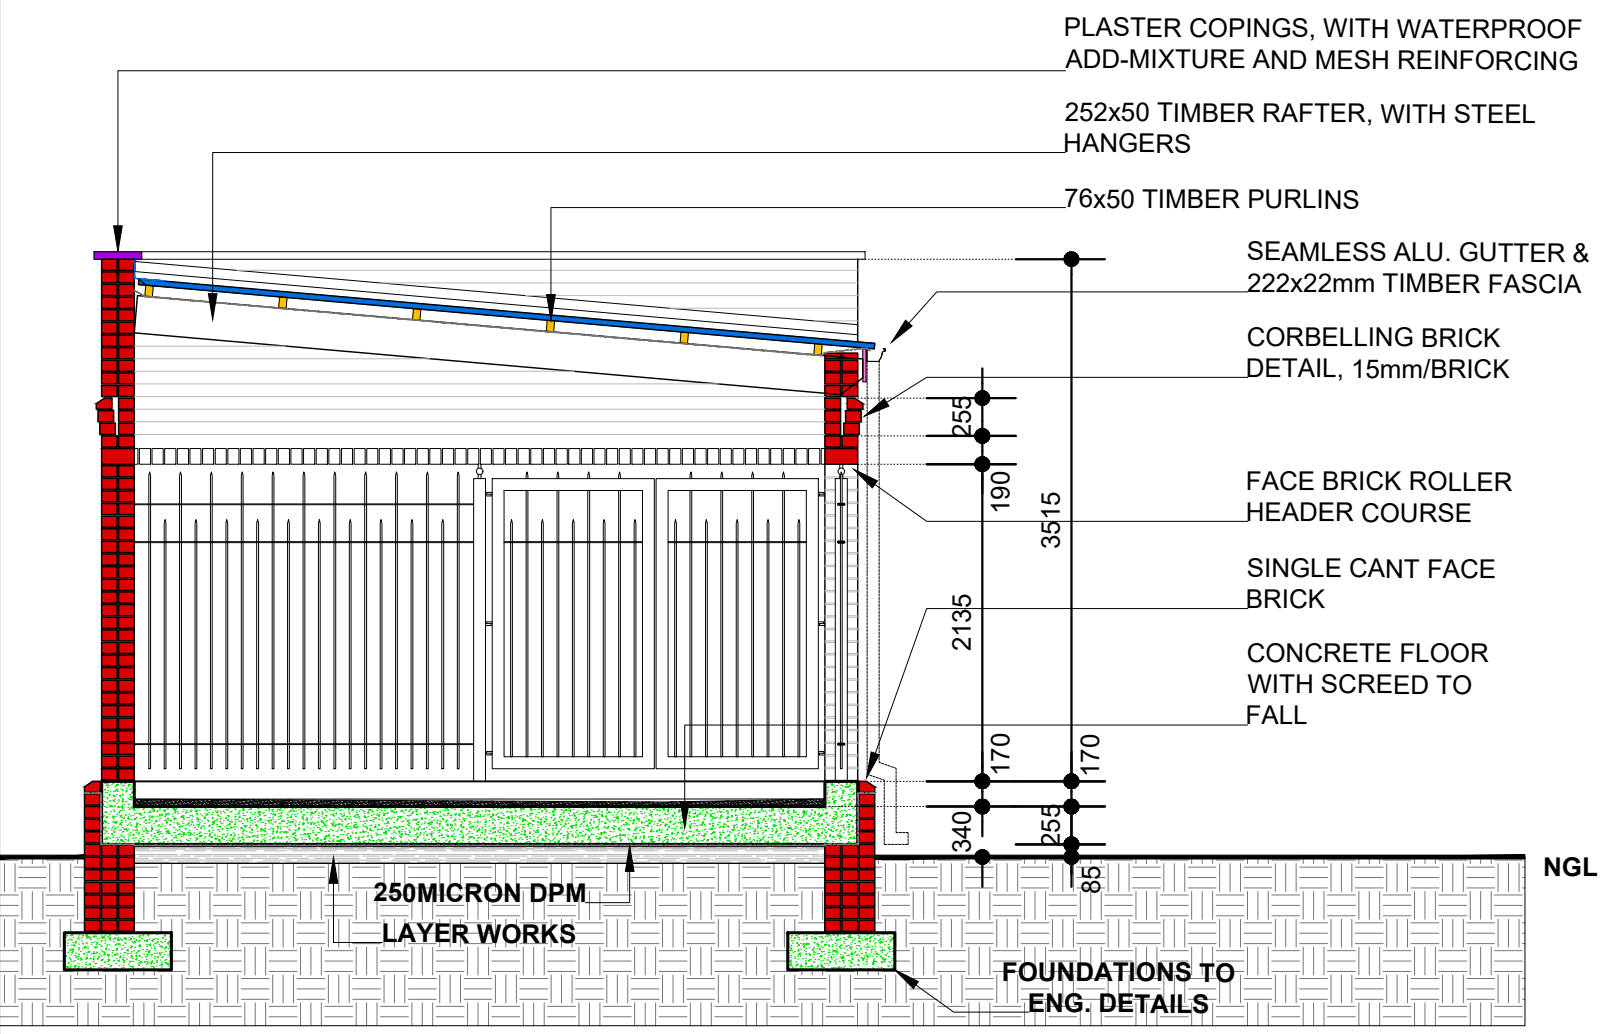 PLASTER COPINGS, WITH WATERPROOF
ADD-MIXTURE AND MESH REINFORCING
252x50 TIMBER RAFTER, WITH STEEL
HANGERS
76x50 TIMBER PURLINS
SEAMLESS ALU. GUTTER &
222x22mm TIMBER FASCIA
CORBELLING BRICK
DETAIL, 15mm/BRICK
255
190
3515
FACE BRICK ROLLER
HEADER COURSE
SINGLE CANT FACE
BRICK
2135
CONCRETE FLOOR
WITH SCREED TO
FALL
170
170
340
255
85
NGL
250MICRON DPM
LAYER WORKS
FOUNDATIONS TO
ENG. DETAILS